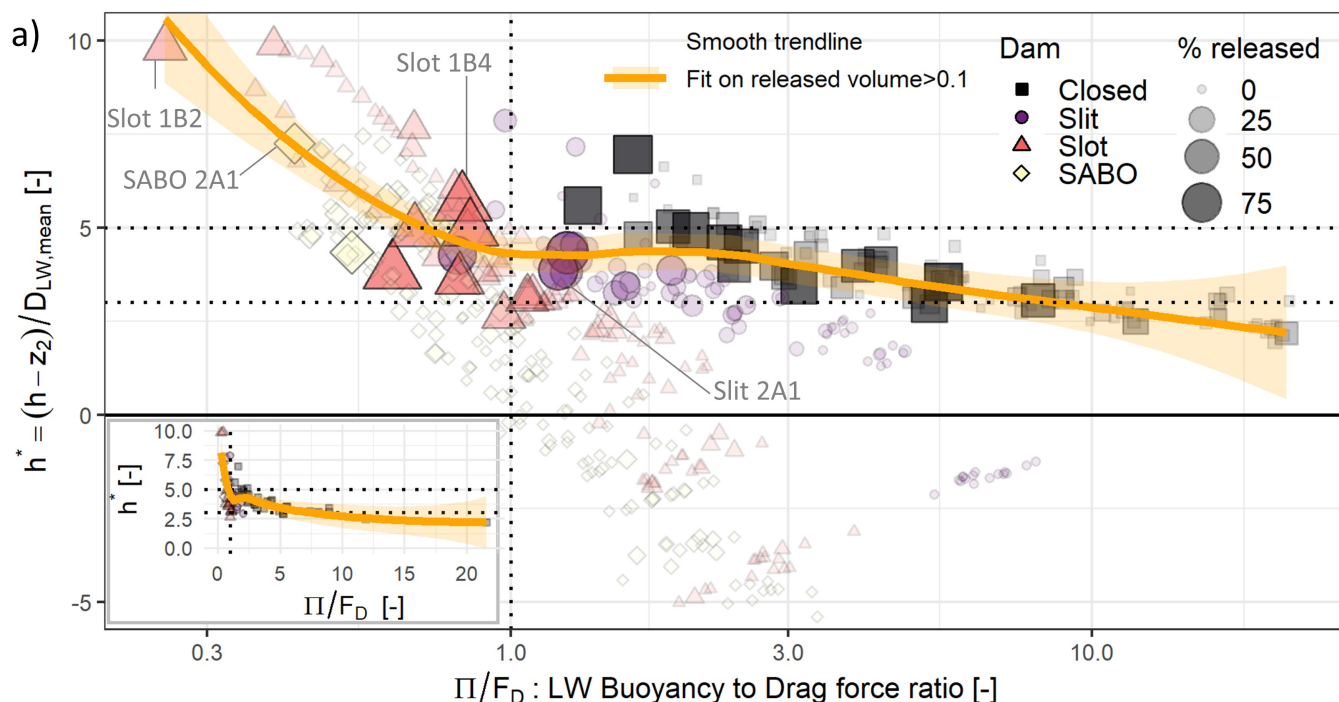 a)
Smooth trendline
Fit on released volume>0.1
Dam
Closed
Slit
Slot
SABO
% released
0
25
50
75
Slot 1B4
Slot 1B2
SABO 2A1
Slit 2A1
10
5
0
-5
h* = (h − z₂)/D_LW,mean [-]
0.3
1.0
3.0
10.0
Π/F_D : LW Buoyancy to Drag force ratio [-]
10.0
7.5
5.0
2.5
0.0
h* [-]
0
5
10
15
20
Π/F_D [-]